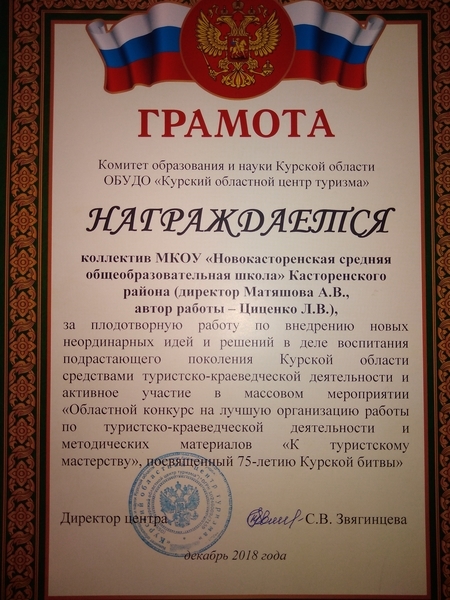 ГРАМОТА
Комитет образования и науки Курской области
ОБУДО «Курский областной центр туризма»
НАГРАЖДАЕТСЯ
коллектив МКОУ «Новокасторенская средняя
общеобразовательная школа» Касторенского
района (директор Матяшова А.В.,
автор работы – Циценко Л.В.),
за плодотворную работу по внедрению новых
неординарных идей и решений в деле воспитания
подрастающего поколения Курской области
средствами туристско-краеведческой деятельности и
активное участие в массовом мероприятии
«Областной конкурс на лучшую организацию работы
по туристско-краеведческой деятельности и
методических материалов «К туристскому
мастерству», посвященный 75-летию Курской битвы»
Директор центра С.В. Звягинцева
декабрь 2018 года